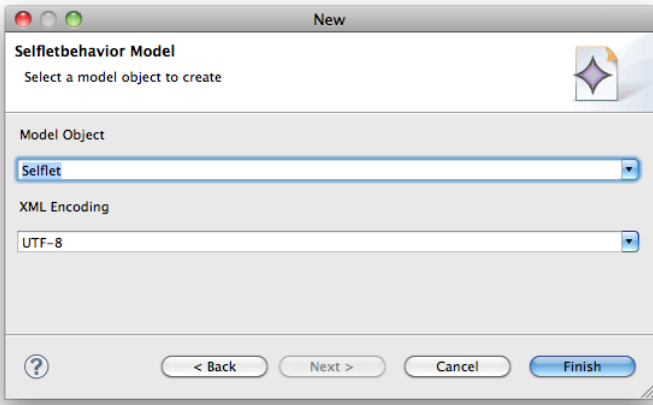 New
Selfletbehavior Model
Select a model object to create
Model Object
Selflet
XML Encoding
UTF-8
?
< Back Next > Cancel Finish